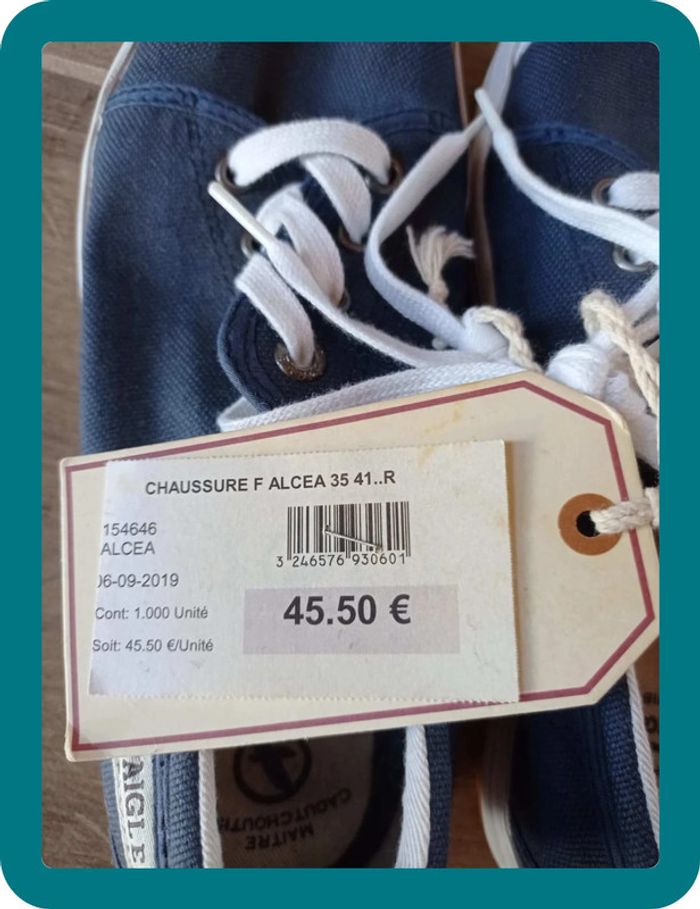 CHAUSSURE F ALCEA 35 41..R
154646
ALCEA
3 246576 930601
06-09-2019
Cont: 1.000 Unité
45.50 €
Soit: 45.50 €/Unité
AIGLE
MAITRE
CAOUTCHOUTIER